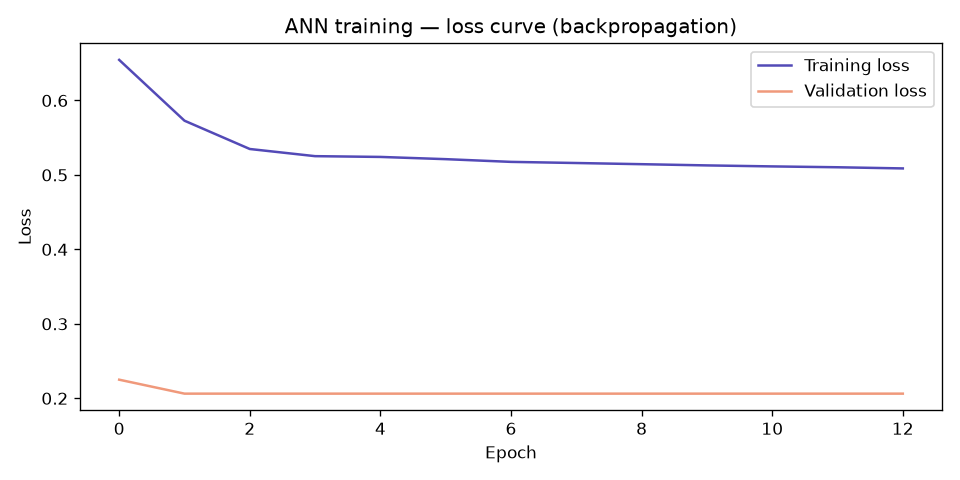 ANN training — loss curve (backpropagation)
Training loss
Validation loss
0.6
0.5
0.4
0.3
0.2
Loss
0 2 4 6 8 10 12
Epoch